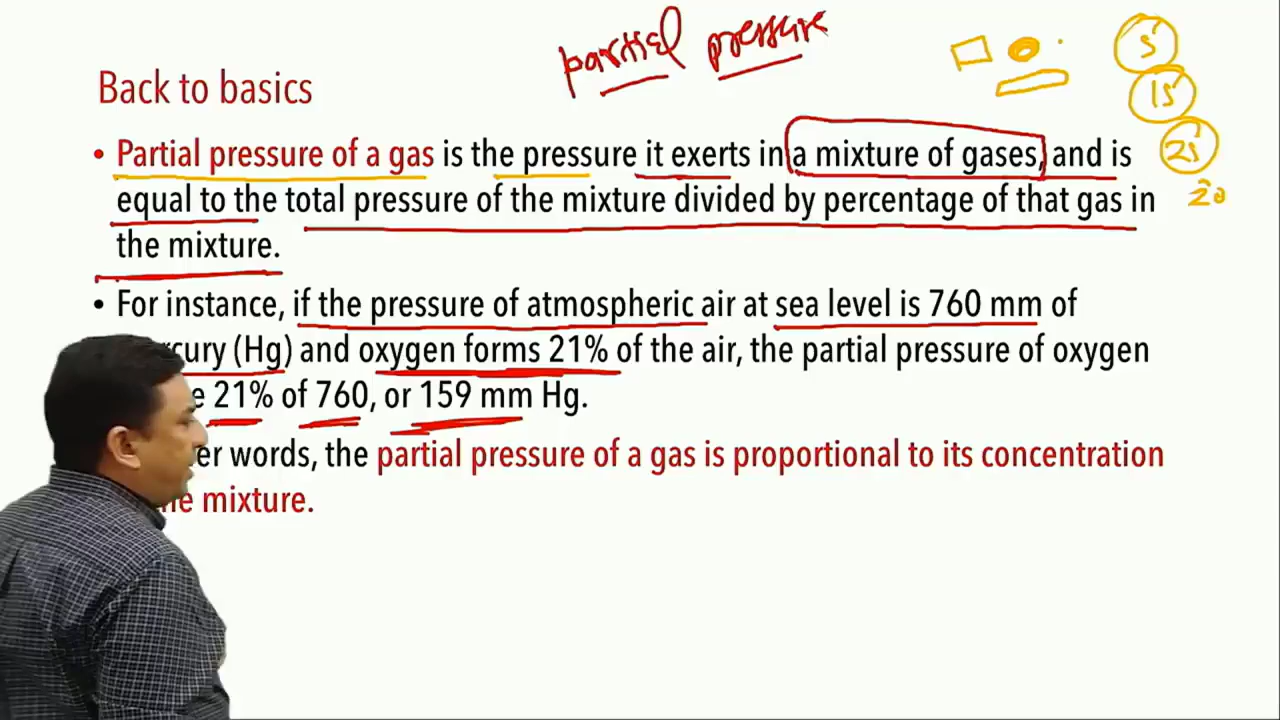 partial pressure
5
15
25
20
Back to basics
• Partial pressure of a gas is the pressure it exerts in a mixture of gases, and is
equal to the total pressure of the mixture divided by percentage of that gas in
the mixture.
• For instance, if the pressure of atmospheric air at sea level is 760 mm of
rcury (Hg) and oxygen forms 21% of the air, the partial pressure of oxygen
e 21% of 760, or 159 mm Hg.
er words, the partial pressure of a gas is proportional to its concentration
e mixture.